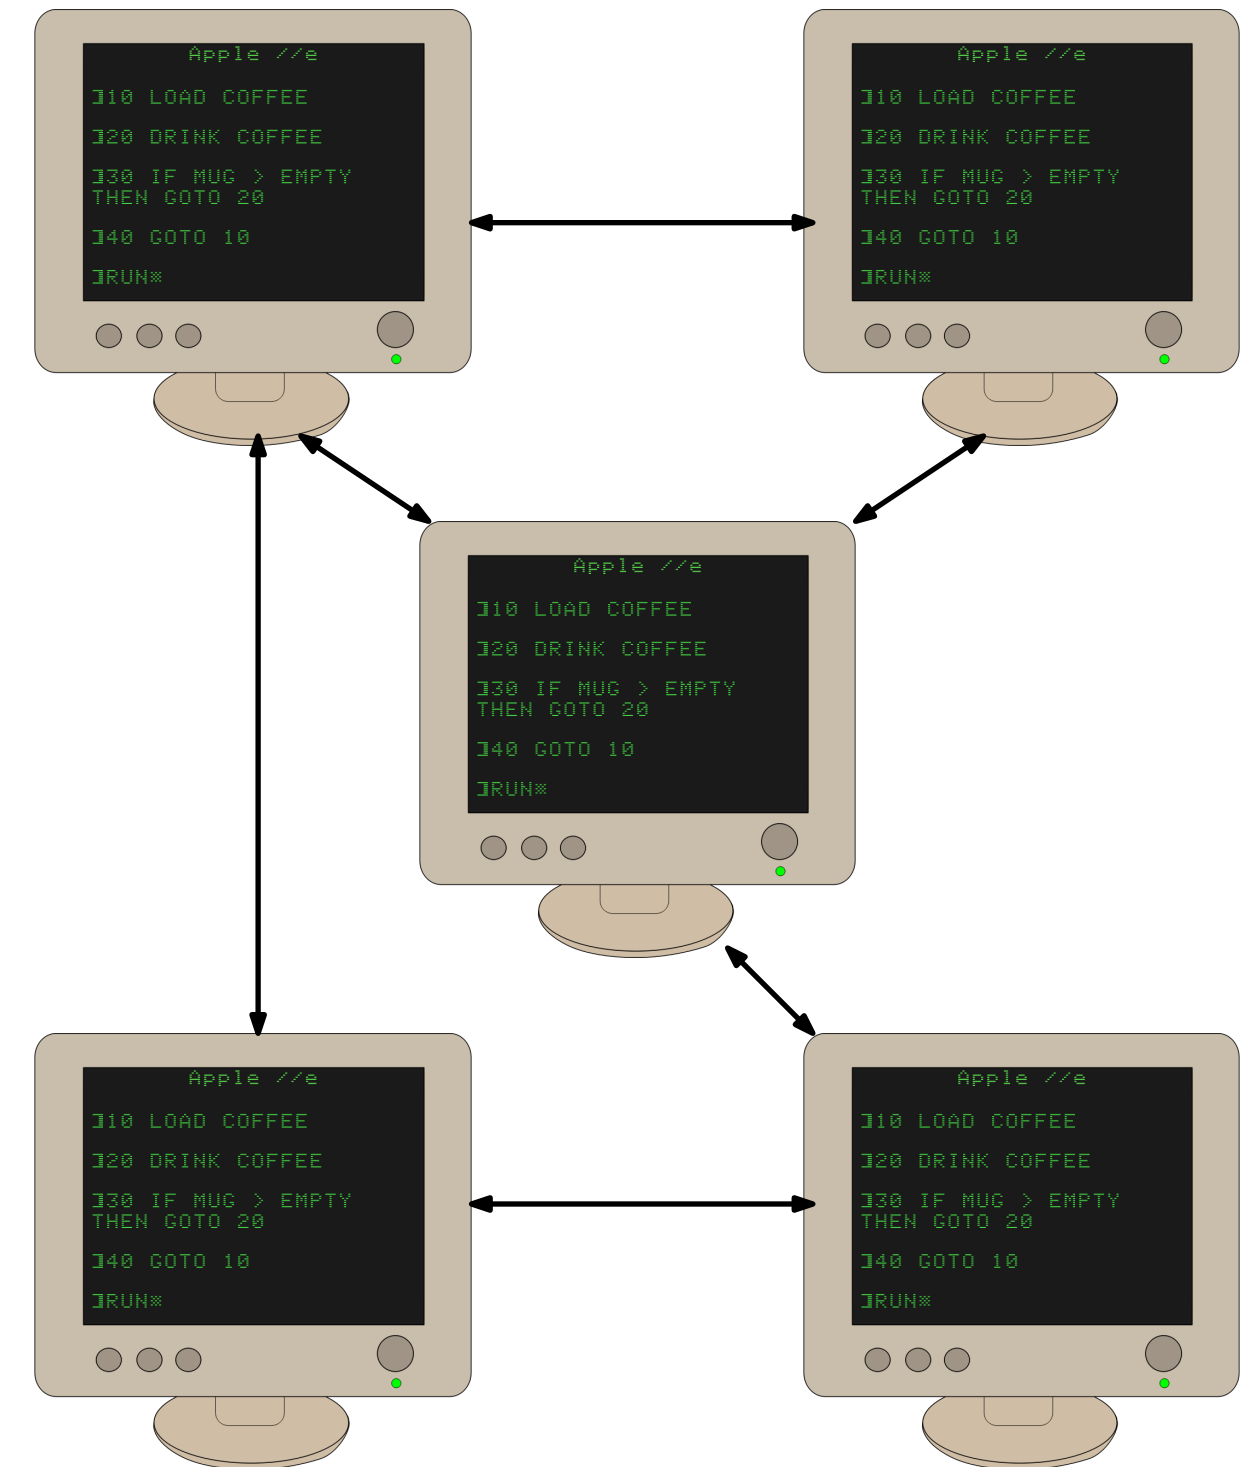 Apple //e
]10 LOAD COFFEE
]20 DRINK COFFEE
]30 IF MUG > EMPTY
THEN GOTO 20
]40 GOTO 10
]RUN※
Apple //e
]10 LOAD COFFEE
]20 DRINK COFFEE
]30 IF MUG > EMPTY
THEN GOTO 20
]40 GOTO 10
]RUN※
Apple //e
]10 LOAD COFFEE
]20 DRINK COFFEE
]30 IF MUG > EMPTY
THEN GOTO 20
]40 GOTO 10
]RUN※
Apple //e
]10 LOAD COFFEE
]20 DRINK COFFEE
]30 IF MUG > EMPTY
THEN GOTO 20
]40 GOTO 10
]RUN※
Apple //e
]10 LOAD COFFEE
]20 DRINK COFFEE
]30 IF MUG > EMPTY
THEN GOTO 20
]40 GOTO 10
]RUN※